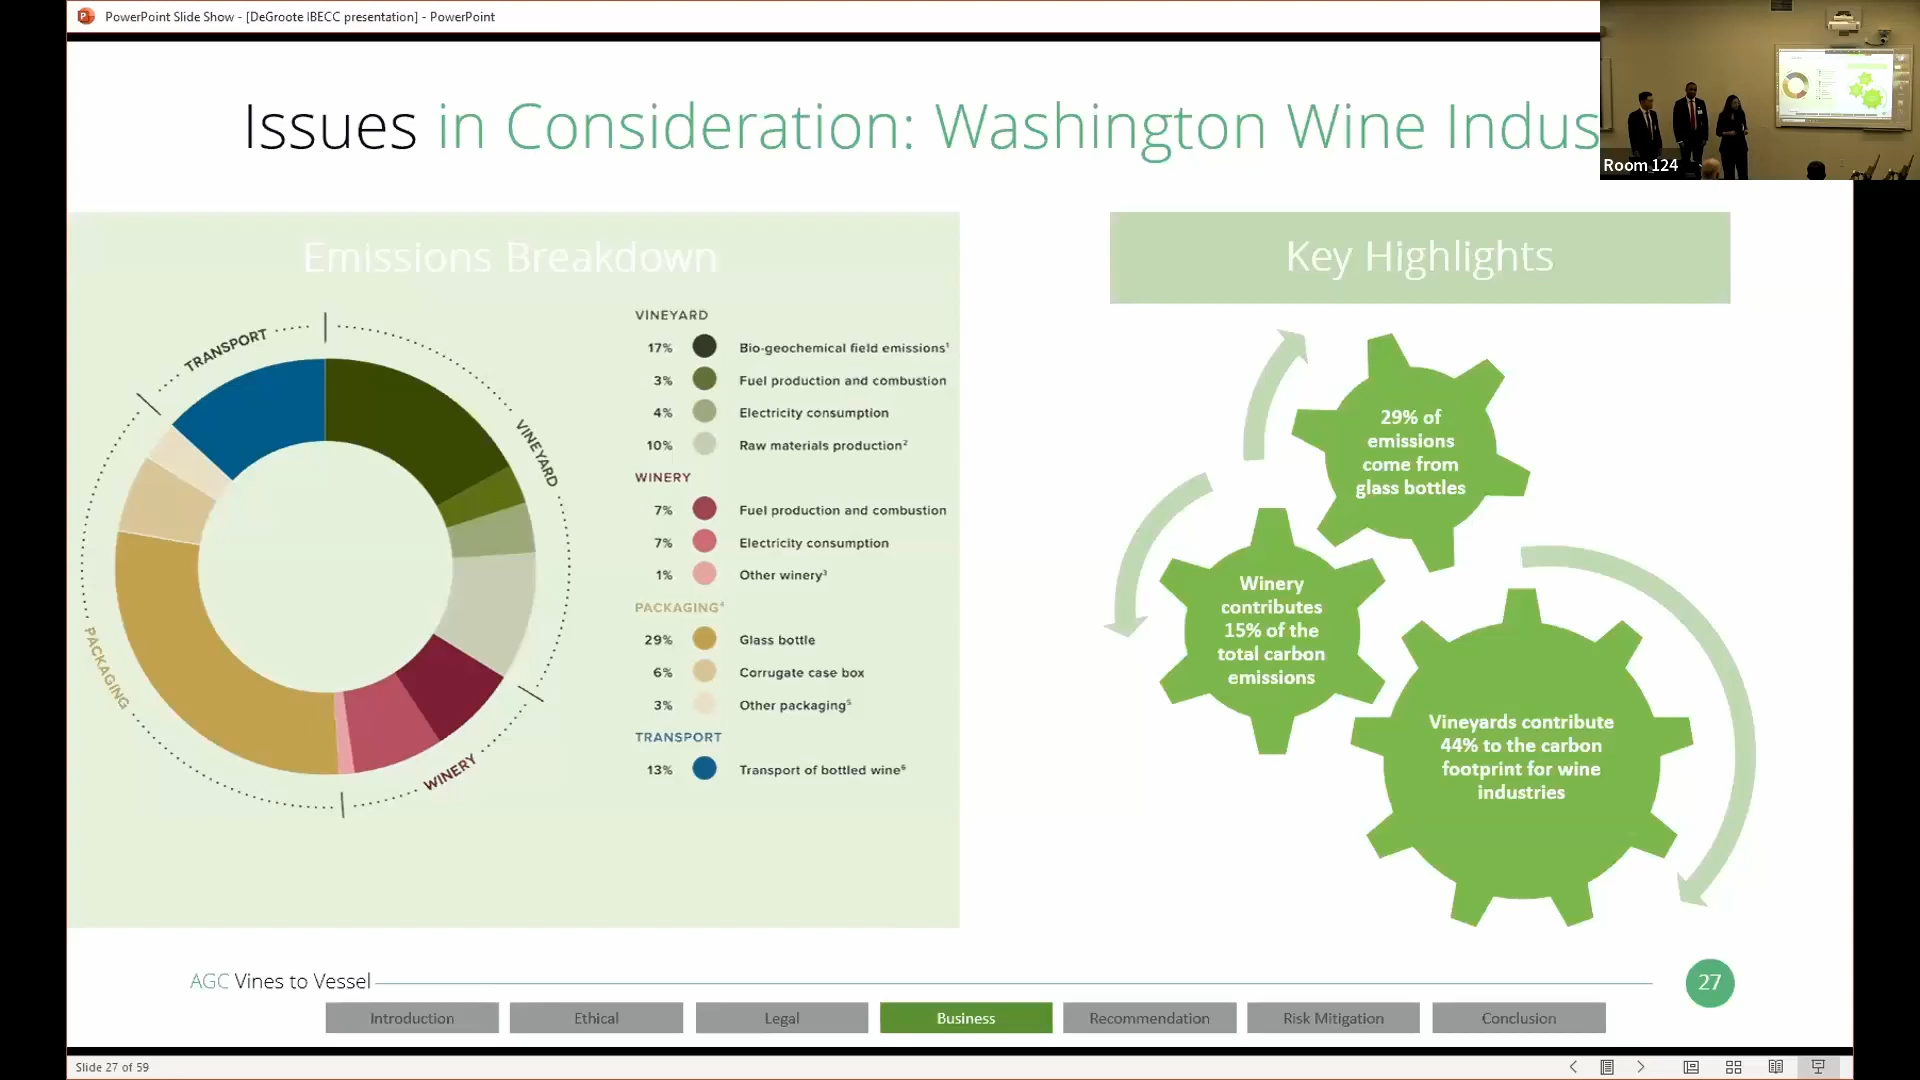 PowerPoint Slide Show - [DeGroote IBECC presentation] - PowerPoint
Issues in Consideration: Washington Wine Indus
Room 124
Emissions Breakdown
TRANSPORT
VINEYARD
WINERY
PACKAGING
VINEYARD
17% Bio-geochemical field emissions¹
3% Fuel production and combustion
4% Electricity consumption
10% Raw materials production²
WINERY
7% Fuel production and combustion
7% Electricity consumption
1% Other winery³
PACKAGING⁴
29% Glass bottle
6% Corrugate case box
3% Other packaging⁵
TRANSPORT
13% Transport of bottled wine⁶
Key Highlights
29% of
emissions
come from
glass bottles
Winery
contributes
15% of the
total carbon
emissions
Vineyards contribute
44% to the carbon
footprint for wine
industries
AGC Vines to Vessel
27
Introduction Ethical Legal Business Recommendation Risk Mitigation Conclusion
Slide 27 of 59